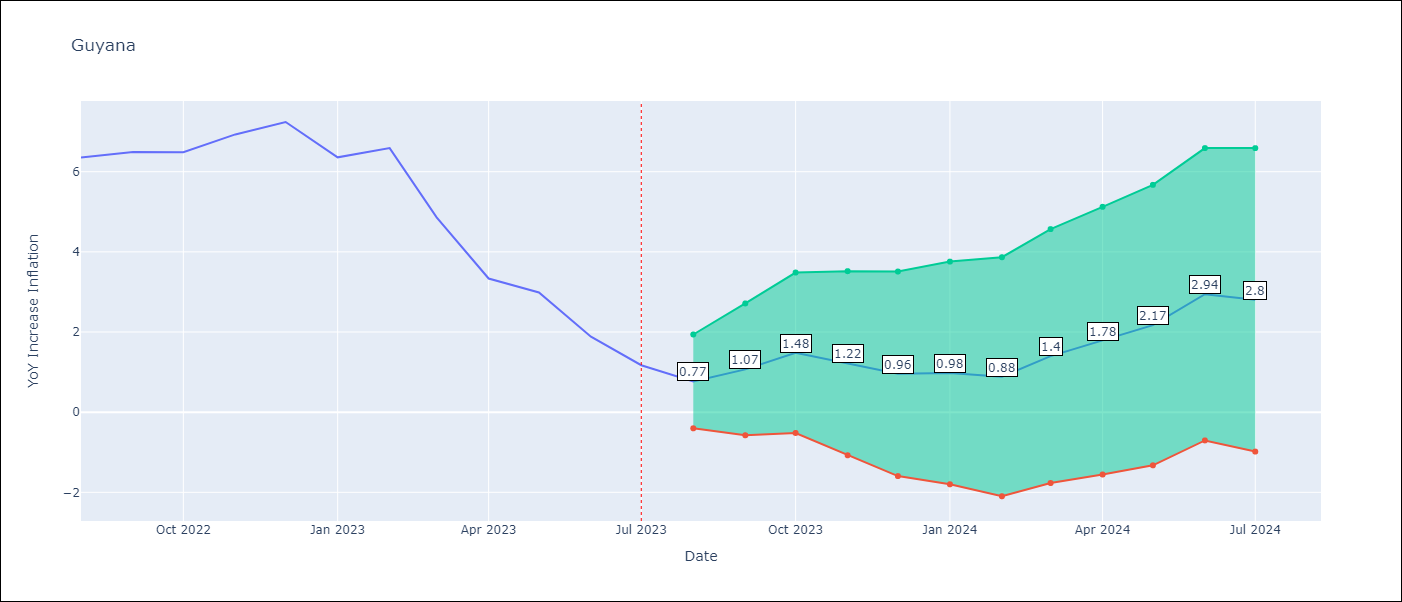 Guyana
YoY Increase Inflation
6
4
2
0
−2
0.77
1.07
1.48
1.22
0.96
0.98
0.88
1.4
1.78
2.17
2.94
2.8
Oct 2022
Jan 2023
Apr 2023
Jul 2023
Oct 2023
Jan 2024
Apr 2024
Jul 2024
Date